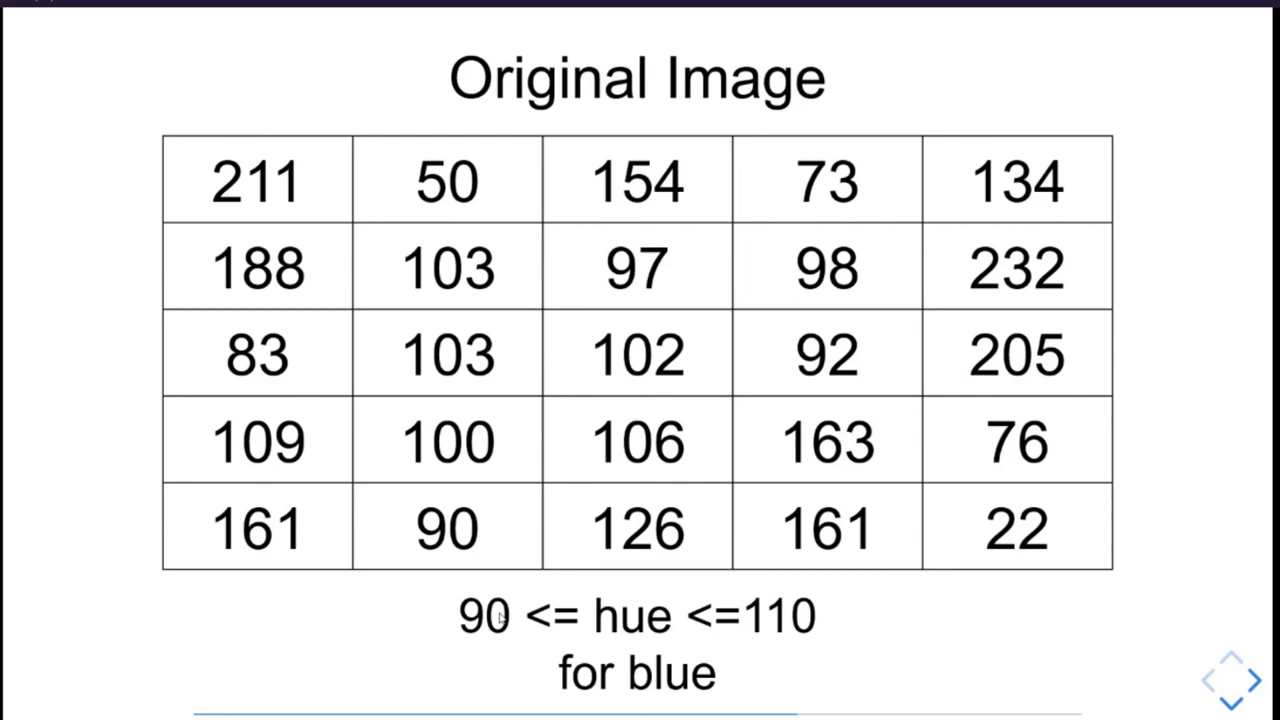 Original Image
211 50 154 73 134
188 103 97 98 232
83 103 102 92 205
109 100 106 163 76
161 90 126 161 22
90 <= hue <=110
for blue